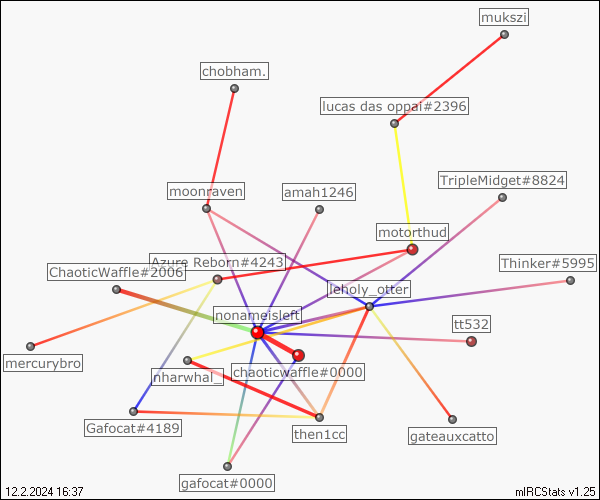 mukszi
chobham.
lucas das oppai#2396
TripleMidget#8824
moonraven
amah1246
motorthud
Azure Reborn#4243
Thinker#5995
ChaoticWaffle#2006
leholy_otter
nonameisleft
tt532
mercurybro
nharwhal_
chaoticwaffle#0000
Gafocat#4189
then1cc
gateauxcatto
gafocat#0000
12.2.2024 16:37
mIRCStats v1.25